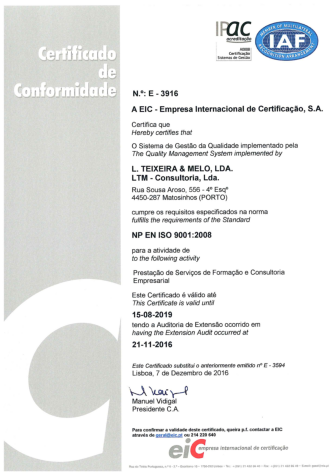 Certificado
de
Conformidade
IPac
acreditação
Certificação
Sistemas de Gestão
MEMBER OF MULTILATERAL
RECOGNITION ARRANGEMENT
IAF
N.º: E - 3916
A EIC - Empresa Internacional de Certificação, S.A.
Certifica que
Hereby certifies that
O Sistema de Gestão da Qualidade implementado pela
The Quality Management System implemented by
L. TEIXEIRA & MELO, LDA.
LTM - Consultoria, Lda.
Rua Sousa Aroso, 556 - 4º Esqº
4450-287 Matosinhos (PORTO)
cumpre os requisitos especificados na norma
fulfills the requirements of the Standard
NP EN ISO 9001:2008
para a atividade de
to the following activity
Prestação de Serviços de Formação e Consultoria
Empresarial
Este Certificado é válido até
This Certificate is valid until
15-08-2019
tendo a Auditoria de Extensão ocorrido em
having the Extension Audit occurred at
21-11-2016
Este Certificado substitui o anteriormente emitido nº E - 3594
Lisboa, 7 de Dezembro de 2016
Manuel Vidigal
Presidente C.A.
Para confirmar a validade deste certificado, queira p.f. contactar a EIC
através de geral@eic.pt ou 214 220 640
eic empresa internacional de certificação